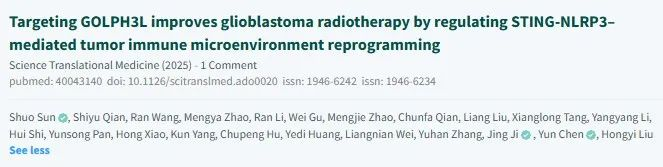 Targeting GOLPH3L improves glioblastoma radiotherapy by regulating STING-NLRP3–
mediated tumor immune microenvironment reprogramming
Science Translational Medicine (2025) - 1 Comment
pubmed: 40043140 doi: 10.1126/scitranslmed.ado0020 issn: 1946-6242 issn: 1946-6234
Shuo Sun, Shiyu Qian, Ran Wang, Mengya Zhao, Ran Li, Wei Gu, Mengjie Zhao, Chunfa Qian, Liang Liu, Xianglong Tang, Yangyang Li,
Hui Shi, Yunsong Pan, Hong Xiao, Kun Yang, Chupeng Hu, Yedi Huang, Liangnian Wei, Yuhan Zhang, Jing Ji, Yun Chen, Hongyi Liu
See less